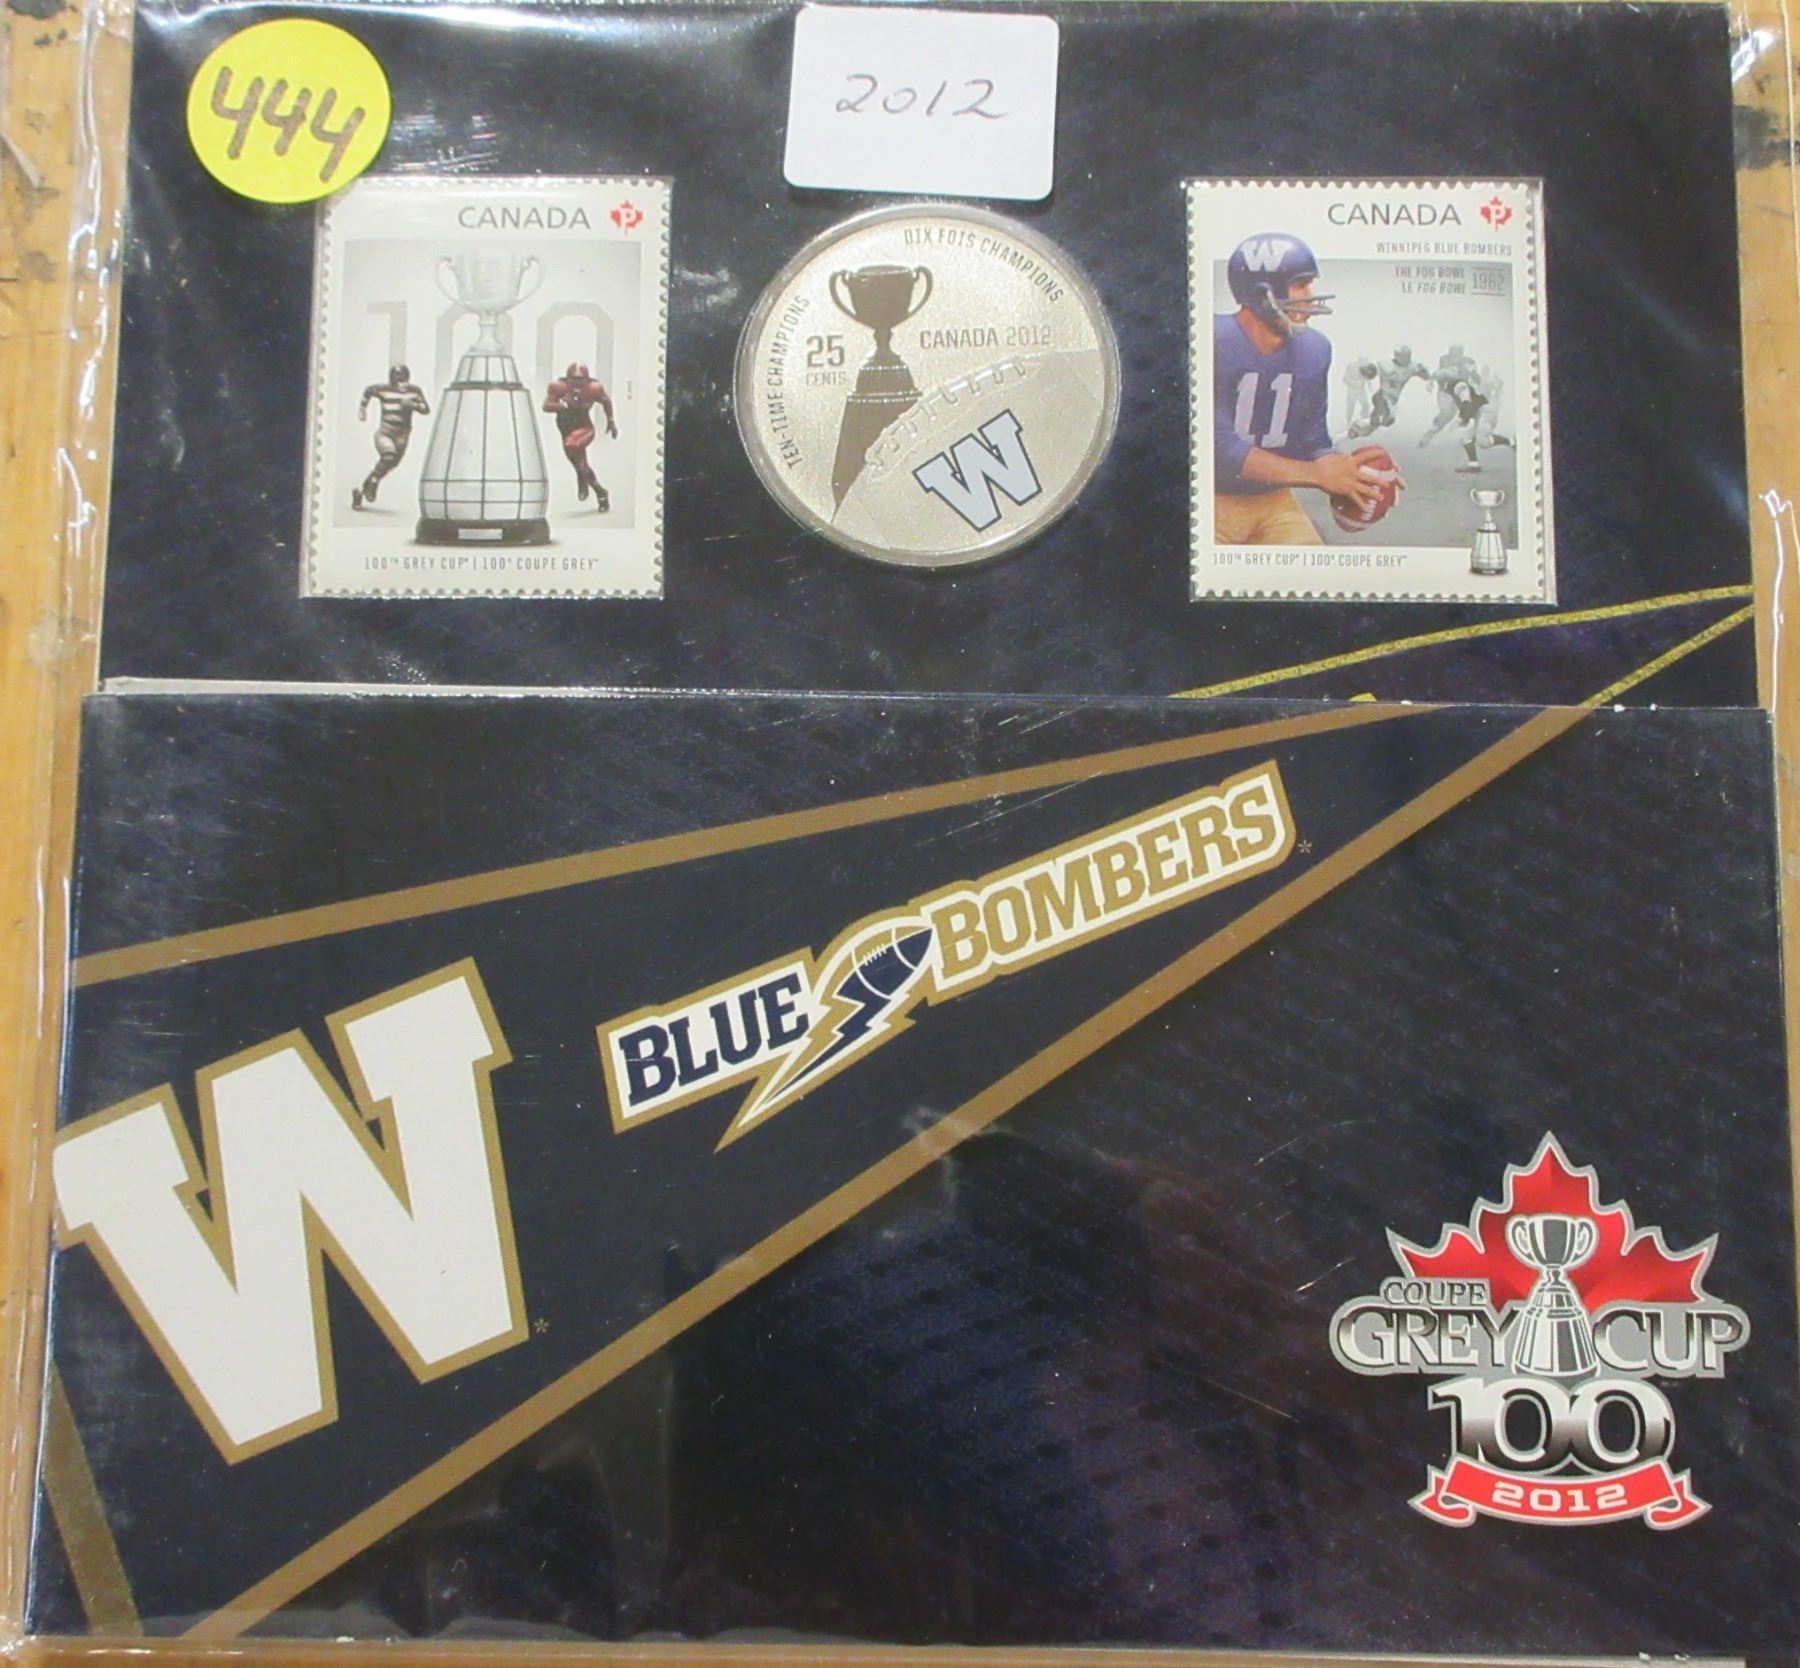 444
2012
CANADA P
100
100TH GREY CUP* | 100E COUPE GREY*
DIX FOIS CHAMPIONS
TEN-TIME CHAMPIONS
25
CENTS
CANADA 2012
W
CANADA P
WINNIPEG BLUE BOMBERS
THE FOG BOWL
LE FOG BOWL
1962
W
11
100TH GREY CUP* | 100E COUPE GREY*
BLUE BOMBERS*
W*
COUPE
GREY CUP
100
2012